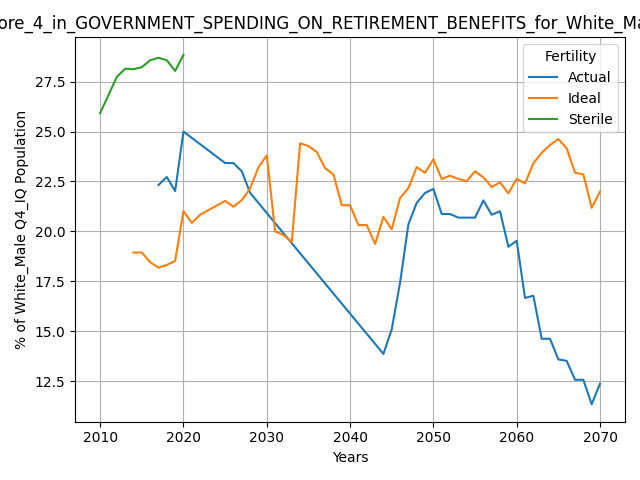 ore_4_in_GOVERNMENT_SPENDING_ON_RETIREMENT_BENEFITS_for_White_Ma
Fertility
Actual
Ideal
Sterile
% of White_Male Q4_IQ Population
27.5
25.0
22.5
20.0
17.5
15.0
12.5
2010 2020 2030 2040 2050 2060 2070
Years